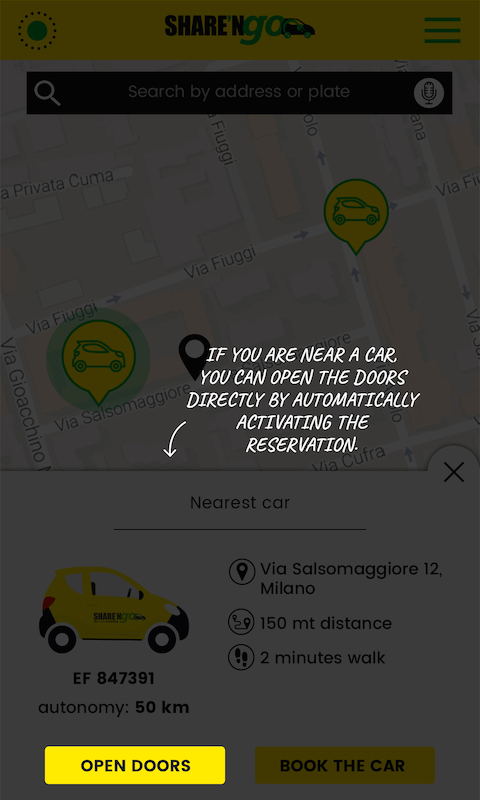 SHARE'NGO
Search by address or plate
Via Fiuggi
a Privata Cuma
Via Fiu
Via Fiuggi
Via Fiuggi
Via Gioacchino
Via Salsomaggiore
IF YOU ARE NEAR A CAR,
YOU CAN OPEN THE DOORS
DIRECTLY BY AUTOMATICALLY
ACTIVATING THE
RESERVATION.
Via Cufra
Nearest car
SHARE'NGO
Via Salsomaggiore 12,
Milano
150 mt distance
2 minutes walk
EF 847391
autonomy: 50 km
OPEN DOORS
BOOK THE CAR